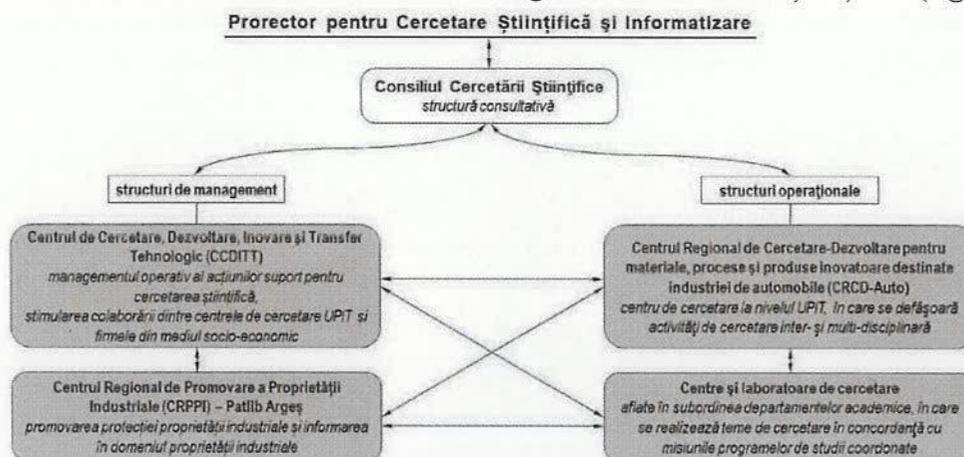 Prorector pentru Cercetare Științifică și Informatizare
Consiliul Cercetării Științifice
structură consultativă
structuri de management
structuri operaționale
Centrul de Cercetare, Dezvoltare, Inovare și Transfer
Tehnologic (CCDITT)
managementul operativ al acțiunilor suport pentru
cercetarea științifică,
stimularea colaborării dintre centrele de cercetare UPIT și
firmele din mediul socio-economic
Centrul Regional de Cercetare-Dezvoltare pentru
materiale, procese și produse inovatoare destinate
industriei de automobile (CRCD-Auto)
centru de cercetare la nivelul UPIT, în care se defășoară
activități de cercetare inter- și multi-disciplinară
Centrul Regional de Promovare a Proprietății
Industriale (CRPPI) – Patlib Argeș
promovarea protecției proprietății industriale și informarea
în domeniul proprietății industriale
Centre și laboratoare de cercetare
aflate în subordinea departamentelor academice, în care
se realizează teme de cercetare în concordanță cu
misiunile programelor de studii coordonate